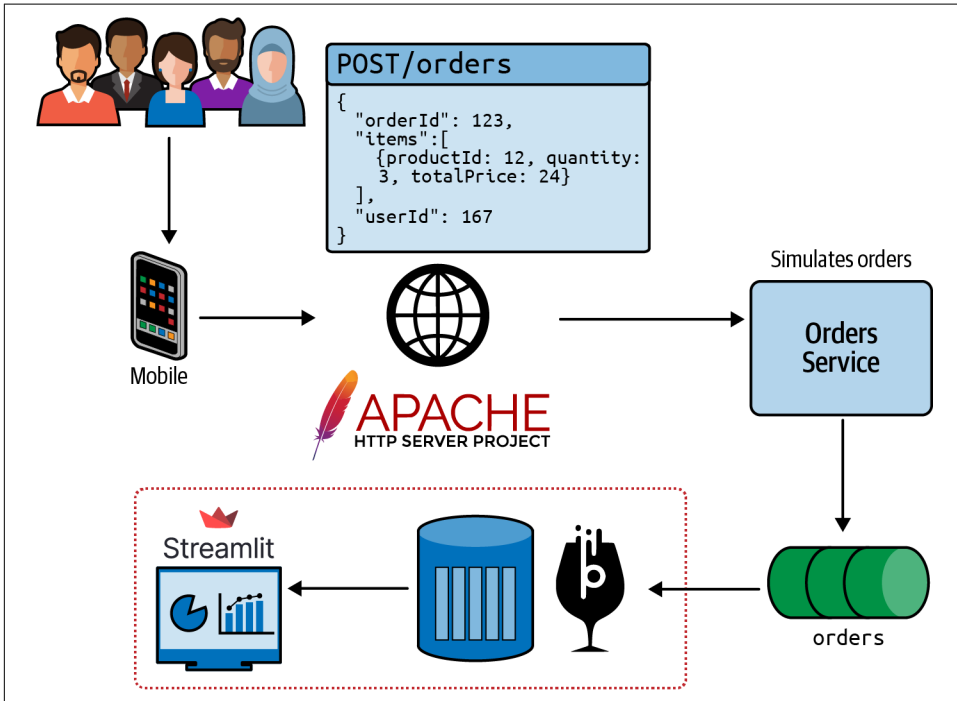 POST/orders
{
"orderId": 123,
"items":[
{productId: 12, quantity:
3, totalPrice: 24}
],
"userId": 167
}
Simulates orders
Orders
Service
Mobile
APACHE
HTTP SERVER PROJECT
Streamlit
orders